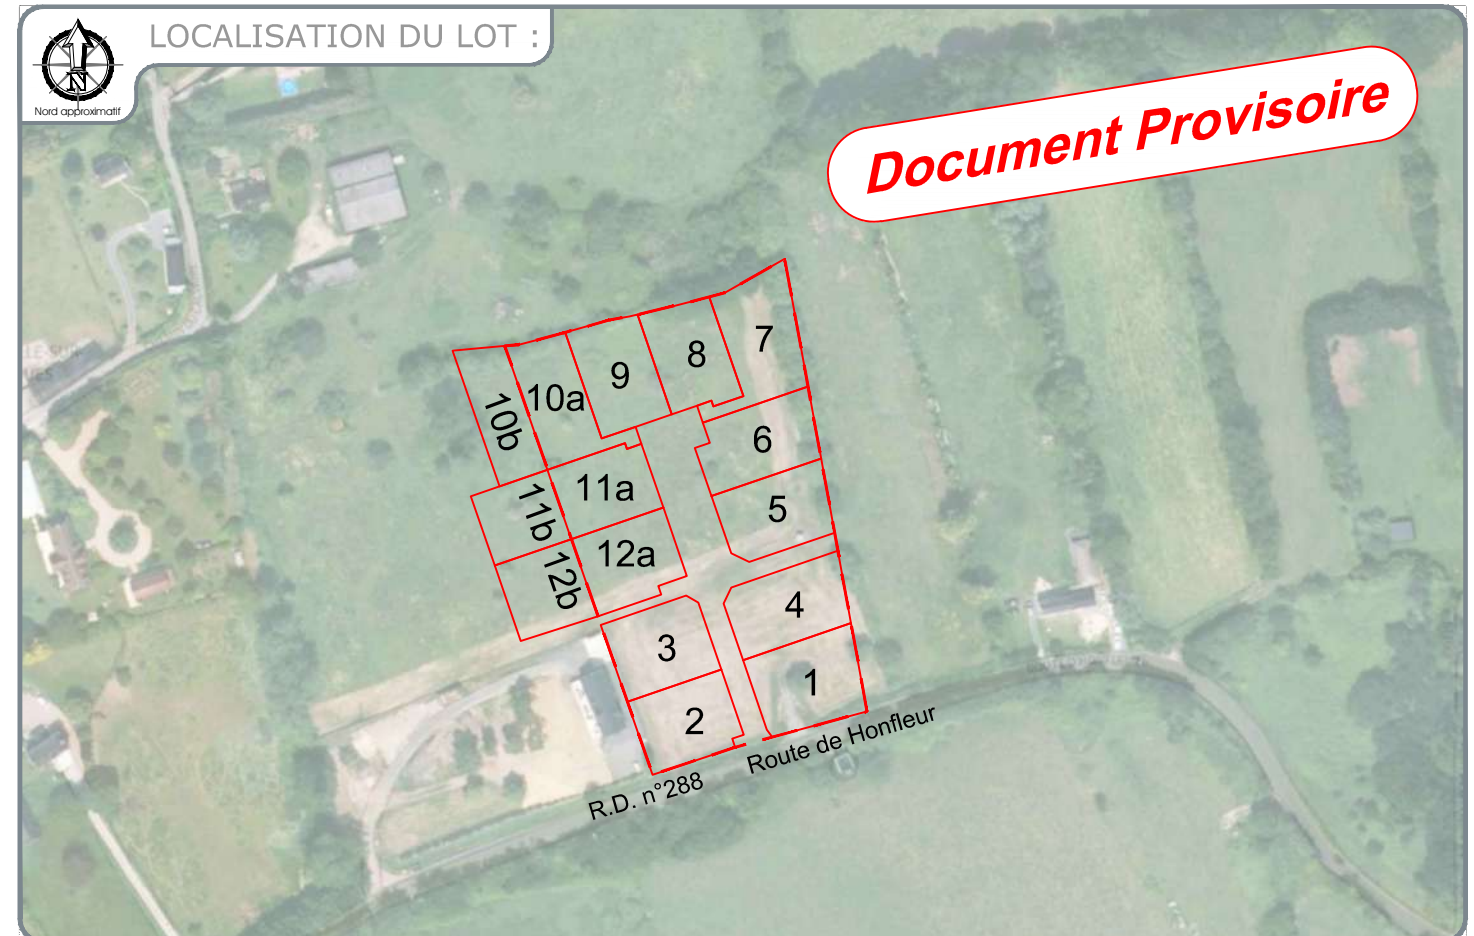 LOCALISATION DU LOT :
N
Nord approximatif
Document Provisoire
7
8
9
10a
10b
6
11a
11b
5
12a
12b
4
3
1
2
Route de Honfleur
R.D. n°288